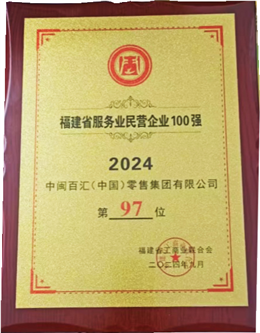 福建省服务业民营企业100强
2024
中闽百汇(中国)零售集团有限公司
第 97 位
福建省工商业联合会
二〇二四年九月